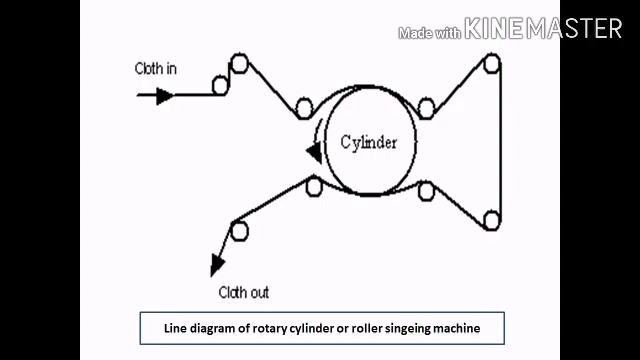 Made with KINEMASTER
Cloth in
Cylinder
Cloth out
Line diagram of rotary cylinder or roller singeing machine